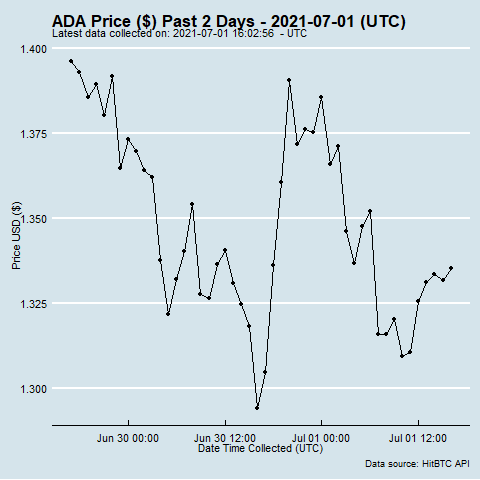 ADA Price ($) Past 2 Days - 2021-07-01 (UTC)
Latest data collected on: 2021-07-01 16:02:56 - UTC
1.400
1.375
1.350
1.325
1.300
Price USD ($)
Jun 30 00:00 Jun 30 12:00 Jul 01 00:00 Jul 01 12:00
Date Time Collected (UTC)
Data source: HitBTC API